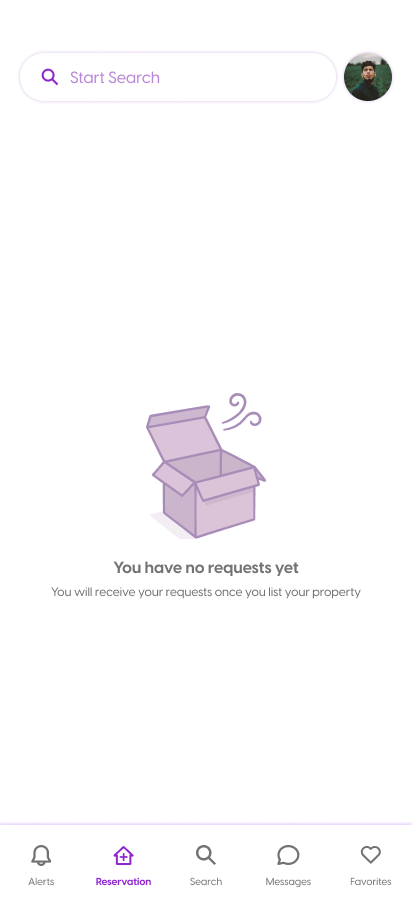 Start Search
You have no requests yet
You will receive your requests once you list your property
Alerts
Reservation
Search
Messages
Favorites